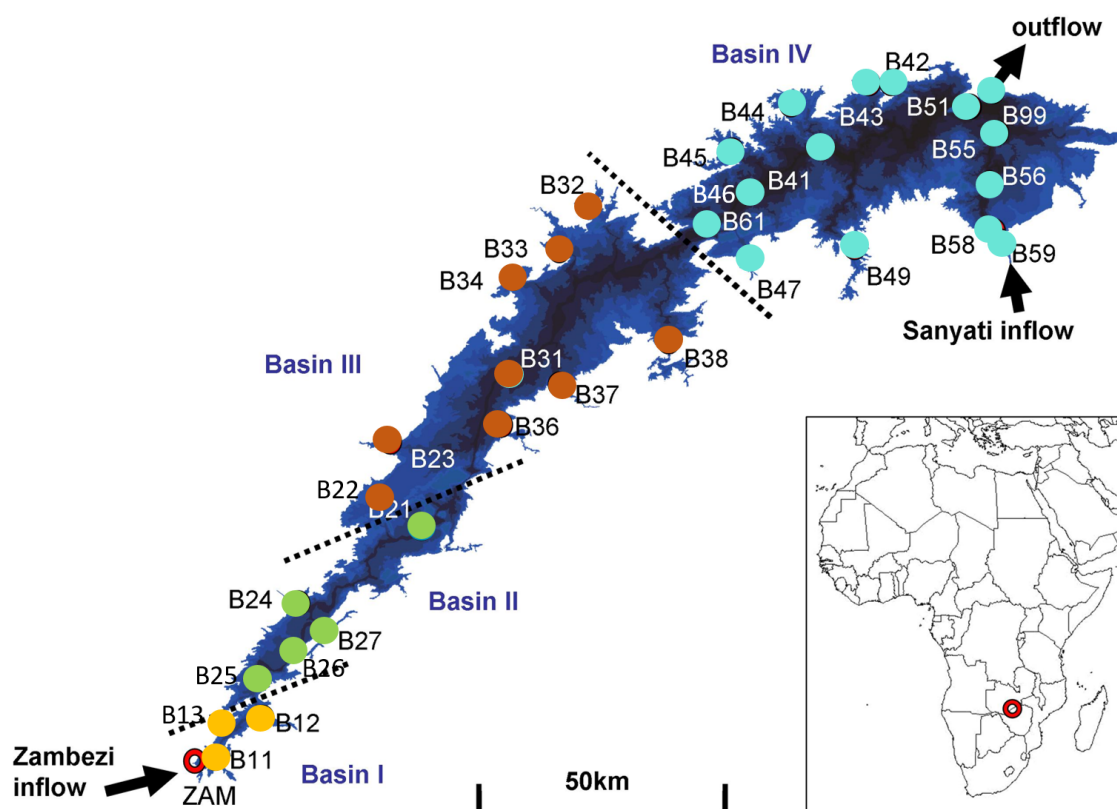 outflow
Basin IV
B42
B44
B43
B51
B99
B45
B55
B32
B46
B41
B56
B33
B61
B58
B59
B34
B47
B49
Sanyati inflow
Basin III
B31
B38
B37
B36
B23
B22
B21
B24
Basin II
B27
B26
B25
B13
B12
Zambezi
inflow
B11
Basin I
50km
ZAM